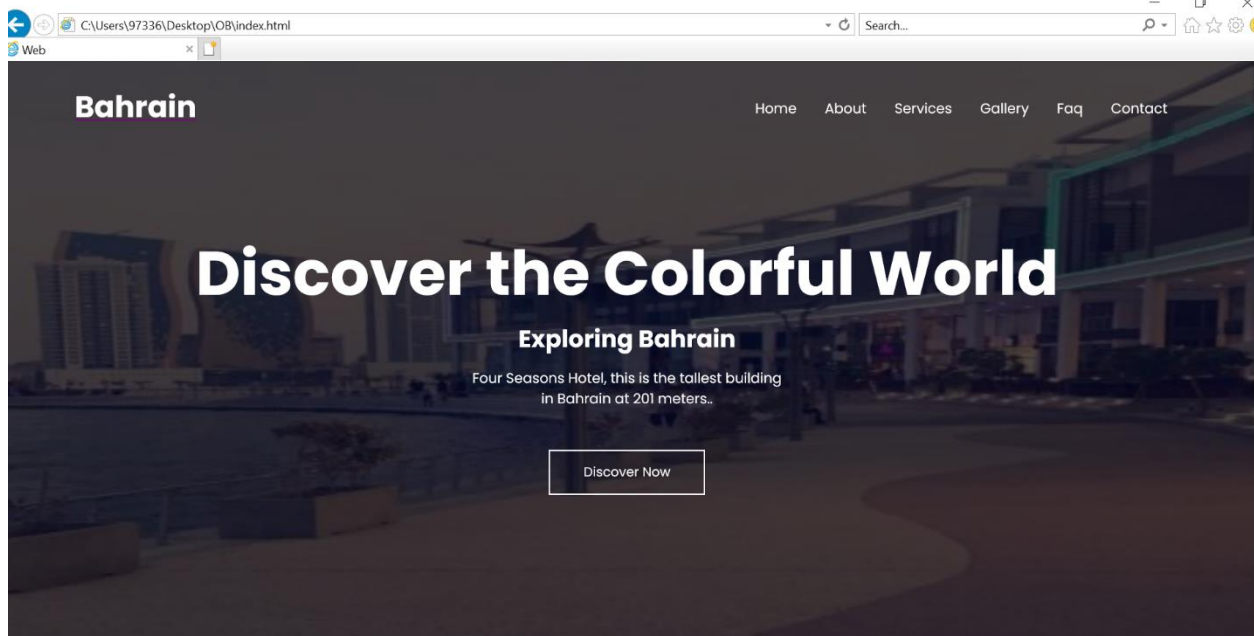 C:\Users\97336\Desktop\OB\index.html
Search...
Web
Bahrain
Home About Services Gallery Faq Contact
Discover the Colorful World
Exploring Bahrain
Four Seasons Hotel, this is the tallest building
in Bahrain at 201 meters..
Discover Now